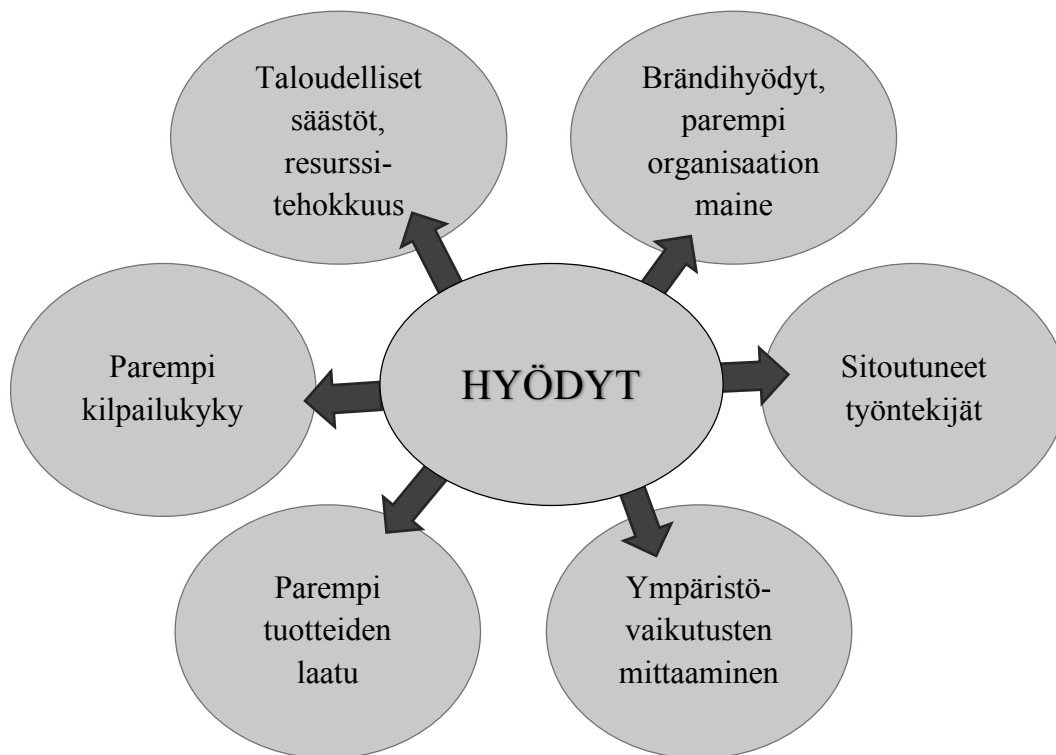 Taloudelliset
säästöt,
resurssi-
tehokkuus
Brändihyödyt,
parempi
organisaation
maine
Parempi
kilpailukyky
HYÖDYT
Sitoutuneet
työntekijät
Parempi
tuotteiden
laatu
Ympäristö-
vaikutusten
mittaaminen